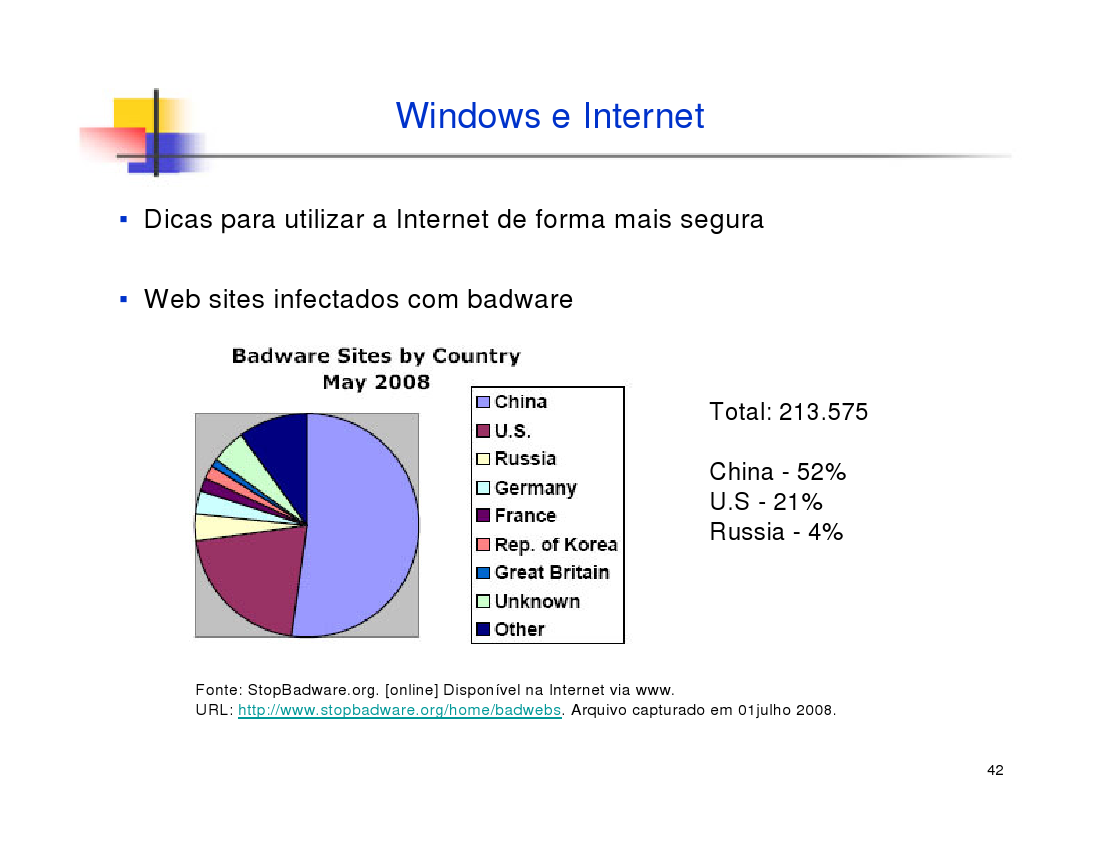 Windows e Internet
Dicas para utilizar a Internet de forma mais segura
Web sites infectados com badware
Badware Sites by Country
May 2008
China
U.S.
Russia
Germany
France
Rep. of Korea
Great Britain
Unknown
Other
Total: 213.575
China - 52%
U.S - 21%
Russia - 4%
Fonte: StopBadware.org. [online] Disponível na Internet via www.
URL: http://www.stopbadware.org/home/badwebs. Arquivo capturado em 01julho 2008.
42